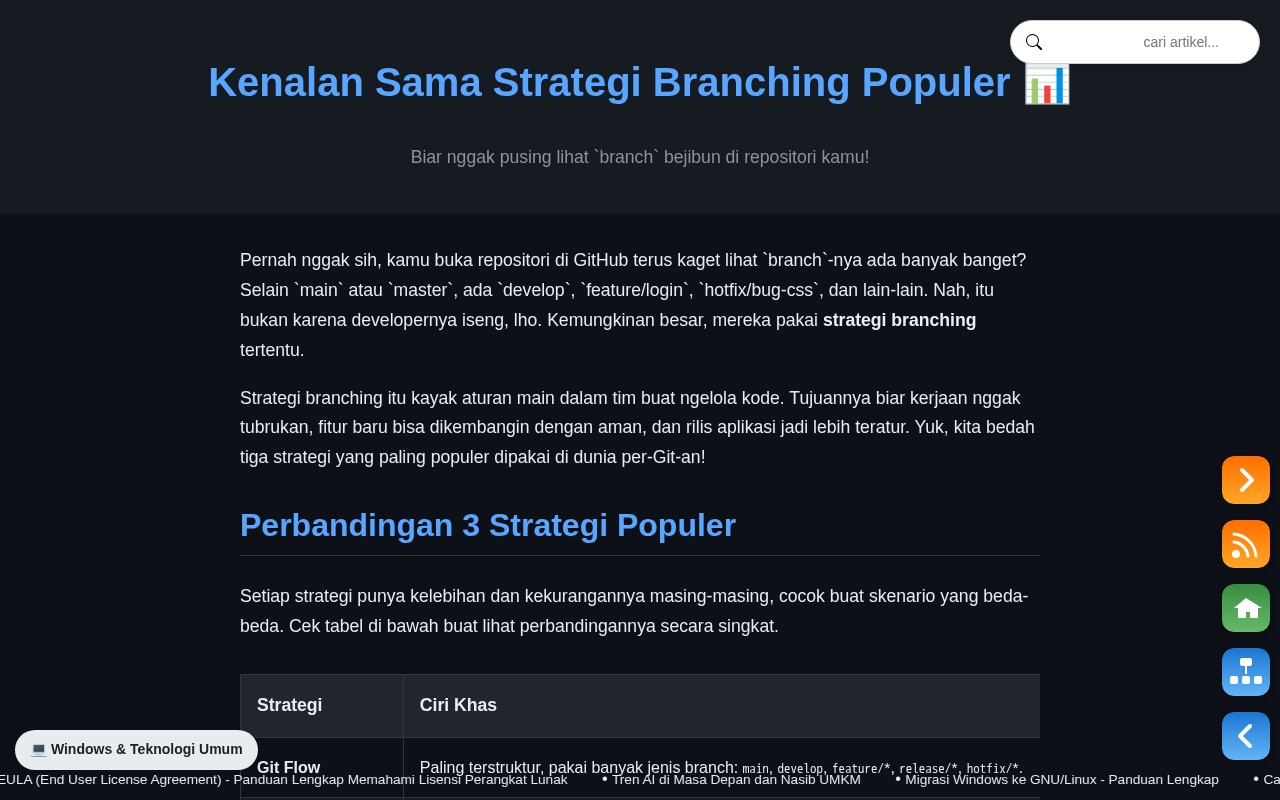 cari artikel...
Kenalan Sama Strategi Branching Populer 📊
Biar nggak pusing lihat `branch` bejibun di repositori kamu!
Pernah nggak sih, kamu buka repositori di GitHub terus kaget lihat `branch`-nya ada banyak banget?
Selain `main` atau `master`, ada `develop`, `feature/login`, `hotfix/bug-css`, dan lain-lain. Nah, itu
bukan karena developernya iseng, lho. Kemungkinan besar, mereka pakai strategi branching
tertentu.
Strategi branching itu kayak aturan main dalam tim buat ngelola kode. Tujuannya biar kerjaan nggak
tubrukan, fitur baru bisa dikembangin dengan aman, dan rilis aplikasi jadi lebih teratur. Yuk, kita bedah
tiga strategi yang paling populer dipakai di dunia per-Git-an!
Perbandingan 3 Strategi Populer
Setiap strategi punya kelebihan dan kekurangannya masing-masing, cocok buat skenario yang beda-
beda. Cek tabel di bawah buat lihat perbandingannya secara singkat.
Strategi Ciri Khas
💻 Windows & Teknologi Umum
Git Flow Paling terstruktur, pakai banyak jenis branch: main, develop, feature/*, release/*, hotfix/*.
EULA (End User License Agreement) - Panduan Lengkap Memahami Lisensi Perangkat Lunak • Tren AI di Masa Depan dan Nasib UMKM • Migrasi Windows ke GNU/Linux - Panduan Lengkap • Ca